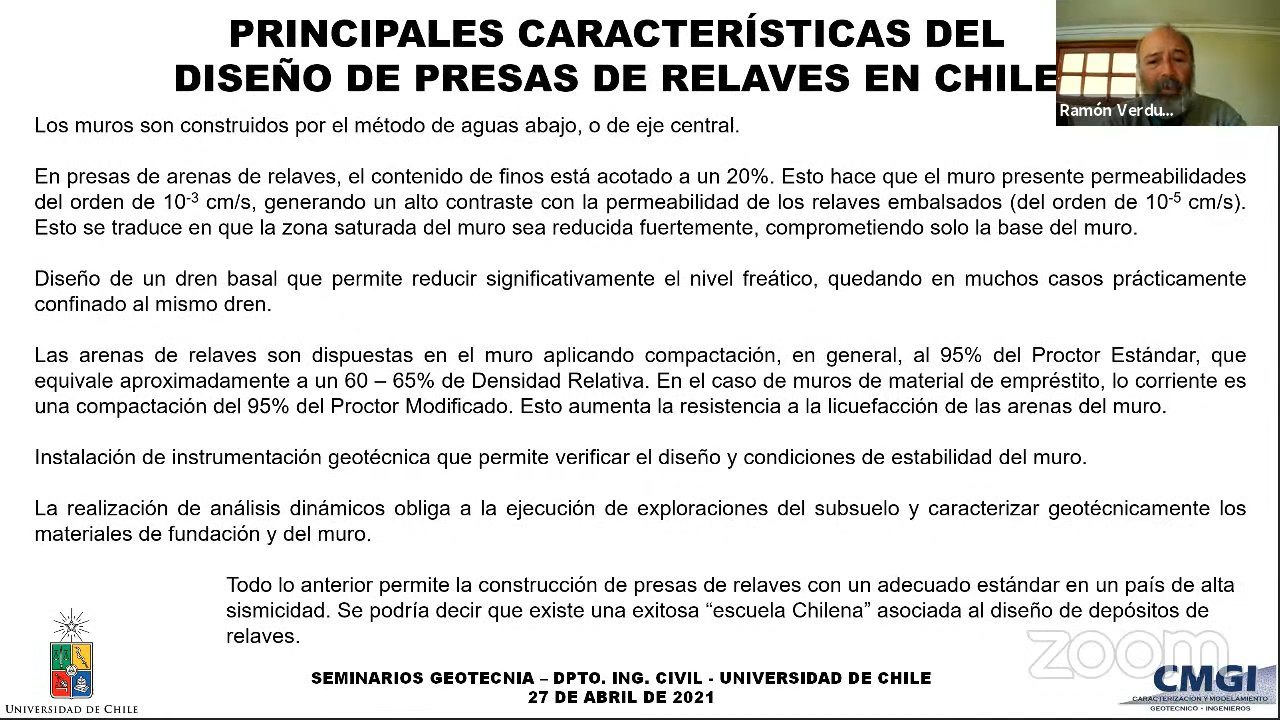 PRINCIPALES CARACTERÍSTICAS DEL
DISEÑO DE PRESAS DE RELAVES EN CHILE
Ramón Verdu...
Los muros son construidos por el método de aguas abajo, o de eje central.
En presas de arenas de relaves, el contenido de finos está acotado a un 20%. Esto hace que el muro presente permeabilidades
del orden de 10⁻³ cm/s, generando un alto contraste con la permeabilidad de los relaves embalsados (del orden de 10⁻⁵ cm/s).
Esto se traduce en que la zona saturada del muro sea reducida fuertemente, comprometiendo solo la base del muro.
Diseño de un dren basal que permite reducir significativamente el nivel freático, quedando en muchos casos prácticamente
confinado al mismo dren.
Las arenas de relaves son dispuestas en el muro aplicando compactación, en general, al 95% del Proctor Estándar, que
equivale aproximadamente a un 60 – 65% de Densidad Relativa. En el caso de muros de material de empréstito, lo corriente es
una compactación del 95% del Proctor Modificado. Esto aumenta la resistencia a la licuefacción de las arenas del muro.
Instalación de instrumentación geotécnica que permite verificar el diseño y condiciones de estabilidad del muro.
La realización de análisis dinámicos obliga a la ejecución de exploraciones del subsuelo y caracterizar geotécnicamente los
materiales de fundación y del muro.
Todo lo anterior permite la construcción de presas de relaves con un adecuado estándar en un país de alta
sismicidad. Se podría decir que existe una exitosa “escuela Chilena” asociada al diseño de depósitos de
relaves.
zoom
SEMINARIOS GEOTECNIA – DPTO. ING. CIVIL - UNIVERSIDAD DE CHILE
27 DE ABRIL DE 2021
UNIVERSIDAD DE CHILE
CMGI
CARACTERIZACIÓN Y MODELAMIENTO
GEOTECNICO - INGENIEROS